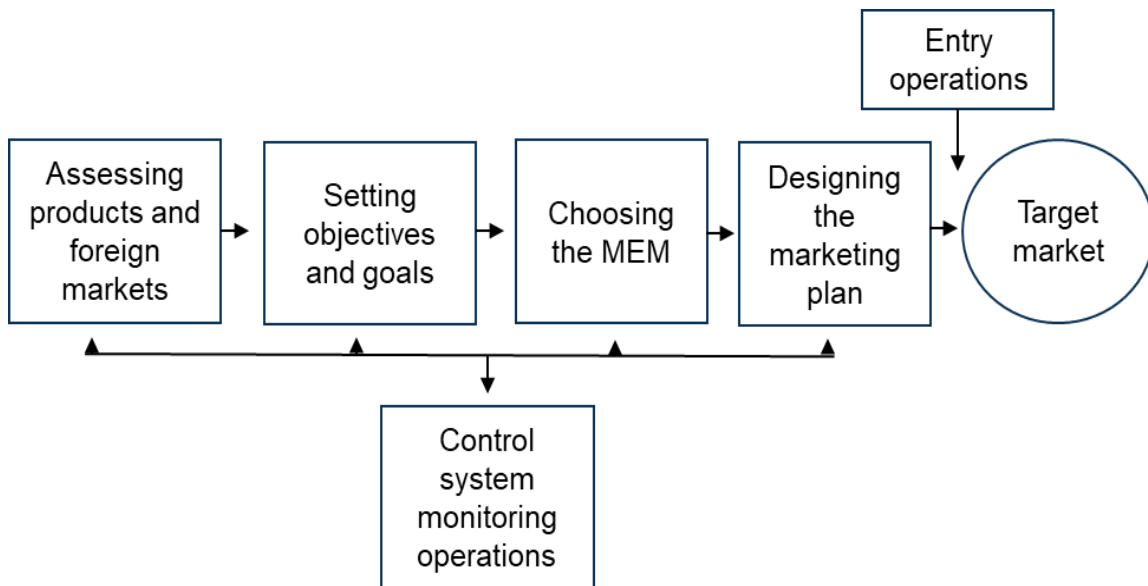 Entry
operations
Assessing
products and
foreign
markets
Setting
objectives
and goals
Choosing
the MEM
Designing
the
marketing
plan
Target
market
Control
system
monitoring
operations